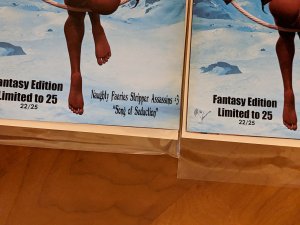 Fantasy Edition
Limited to 25
22/25
Naughty Faeries Stripper Assassins #3
"Song of Seduction"
Fantasy Edition
Limited to 25
22/25